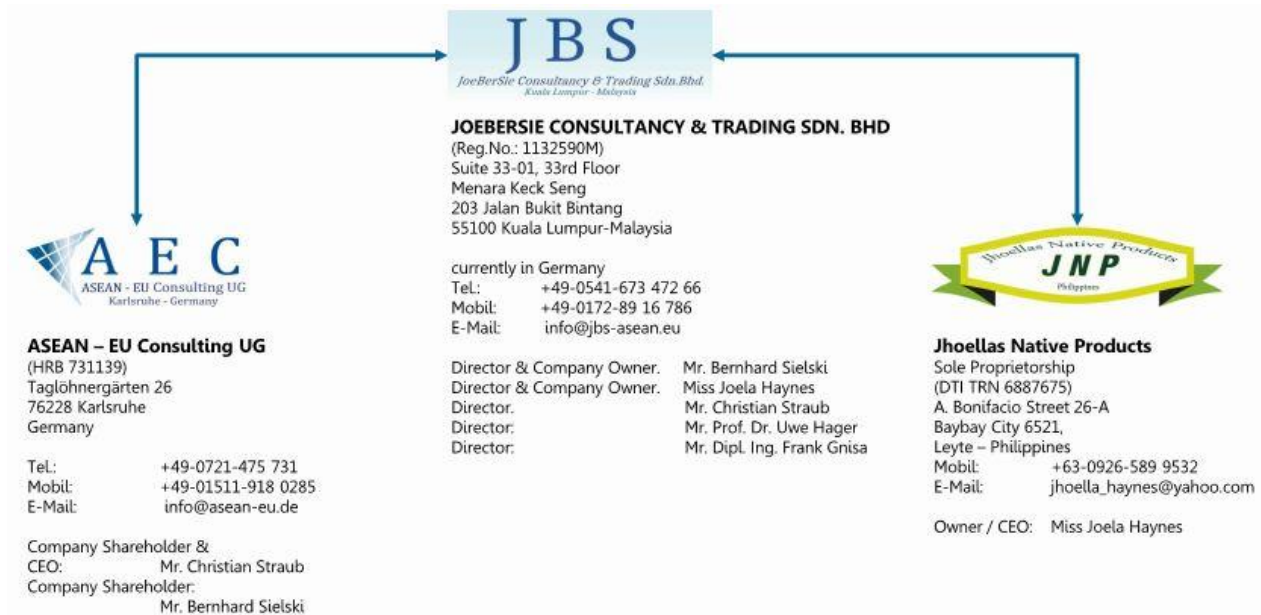 JBS
JoeBerSie Consultancy & Trading Sdn.Bhd.
Kuala Lumpur - Malaysia
JOEBERSIE CONSULTANCY & TRADING SDN. BHD
(Reg.No.: 1132590M)
Suite 33-01, 33rd Floor
Menara Keck Seng
203 Jalan Bukit Bintang
55100 Kuala Lumpur-Malaysia
currently in Germany
Tel.: +49-0541-673 472 66
Mobil: +49-0172-89 16 786
E-Mail: info@jbs-asean.eu
Director & Company Owner. Mr. Bernhard Sielski
Director & Company Owner. Miss Joela Haynes
Director. Mr. Christian Straub
Director: Mr. Prof. Dr. Uwe Hager
Director: Mr. Dipl. Ing. Frank Gnisa
A E C
ASEAN - EU Consulting UG
Karlsruhe - Germany
ASEAN – EU Consulting UG
(HRB 731139)
Taglöhnergärten 26
76228 Karlsruhe
Germany
Tel.: +49-0721-475 731
Mobil: +49-01511-918 0285
E-Mail: info@asean-eu.de
Company Shareholder &
CEO: Mr. Christian Straub
Company Shareholder:
Mr. Bernhard Sielski
Jhoellas Native Products
JNP
Philippines
Jhoellas Native Products
Sole Proprietorship
(DTI TRN 6887675)
A. Bonifacio Street 26-A
Baybay City 6521,
Leyte – Philippines
Mobil: +63-0926-589 9532
E-Mail: jhoella_haynes@yahoo.com
Owner / CEO: Miss Joela Haynes